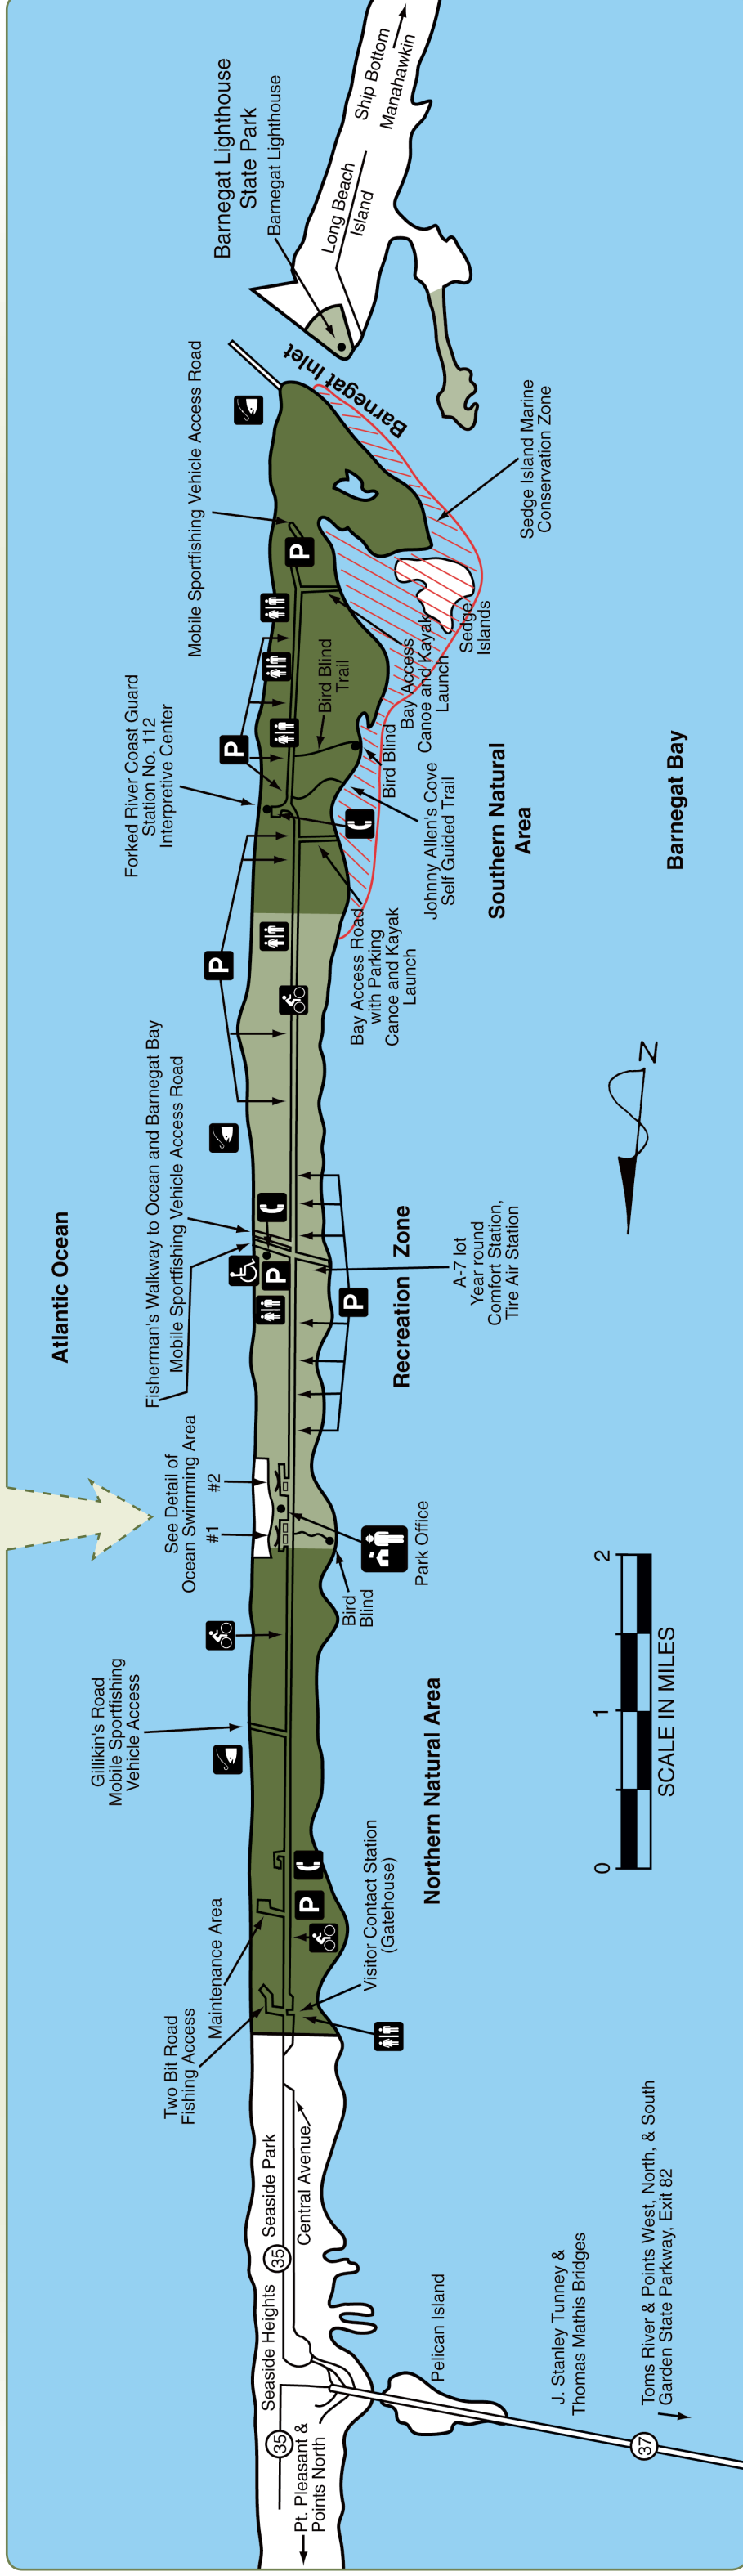 Atlantic Ocean
Pt. Pleasant &
Points North
35
Seaside Heights
35
Seaside Park
Central Avenue
Pelican Island
J. Stanley Tunney &
Thomas Mathis Bridges
37
Toms River & Points West, North, & South
Garden State Parkway, Exit 82
Two Bit Road
Fishing Access
Maintenance Area
Visitor Contact Station
(Gatehouse)
P
Northern Natural Area
Gillikin's Road
Mobile Sportfishing
Vehicle Access
See Detail of
Ocean Swimming Area
#1
#2
Bird
Blind
Park Office
Fisherman's Walkway to Ocean and Barnegat Bay
Mobile Sportfishing Vehicle Access Road
P
P
Recreation Zone
A-7 lot
Year round
Comfort Station,
Tire Air Station
P
Bay Access Road
with Parking
Canoe and Kayak
Launch
Forked River Coast Guard
Station No. 112
Interpretive Center
P
Johnny Allen's Cove
Self Guided Trail
Bird Blind
Bird Blind
Trail
Southern Natural
Area
Bay Access
Canoe and Kayak
Launch
Mobile Sportfishing Vehicle Access Road
P
Sedge
Islands
Sedge Island Marine
Conservation Zone
Barnegat Inlet
Barnegat Lighthouse
State Park
Barnegat Lighthouse
Long Beach
Island
Ship Bottom
Manahawkin
Barnegat Bay
N
0
1
2
SCALE IN MILES